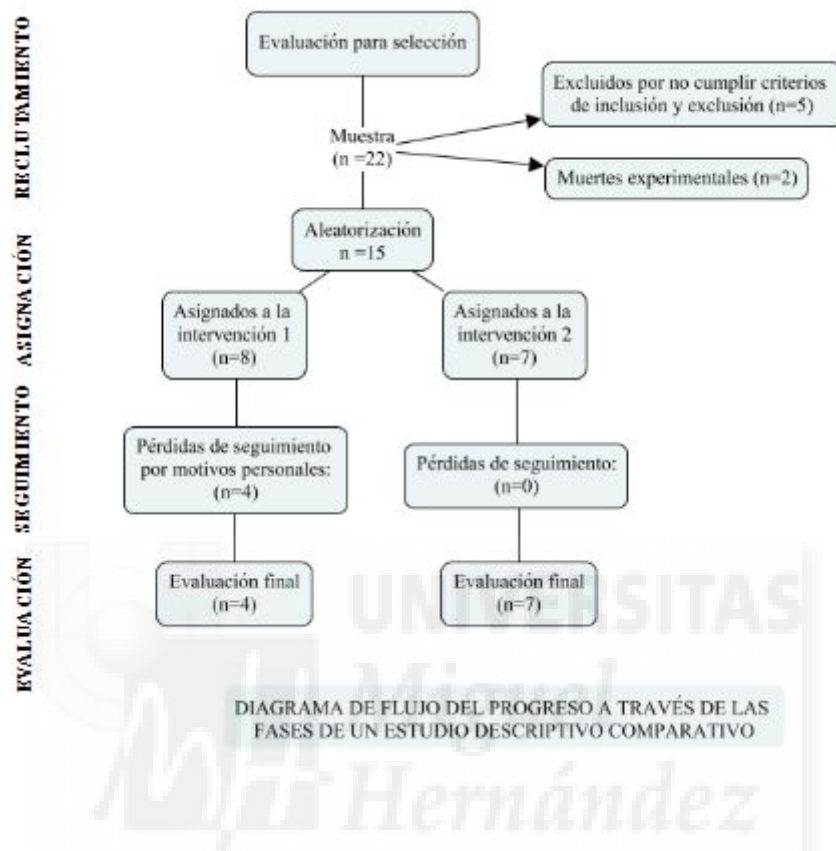 RECLUTAMIENTO
Evaluación para selección
Excluidos por no cumplir criterios
de inclusión y exclusión (n=5)
Muestra
(n =22)
Muertes experimentales (n=2)
ASIGNACIÓN
Aleatorización
n =15
Asignados a la
intervención 1
(n=8)
Asignados a la
intervención 2
(n=7)
SEGUIMIENTO
Pérdidas de seguimiento
por motivos personales:
(n=4)
Pérdidas de seguimiento:
(n=0)
EVALUACIÓN
Evaluación final
(n=4)
Evaluación final
(n=7)
UNIVERSITAS
Miguel
Hernández
DIAGRAMA DE FLUJO DEL PROGRESO A TRAVÉS DE LAS
FASES DE UN ESTUDIO DESCRIPTIVO COMPARATIVO